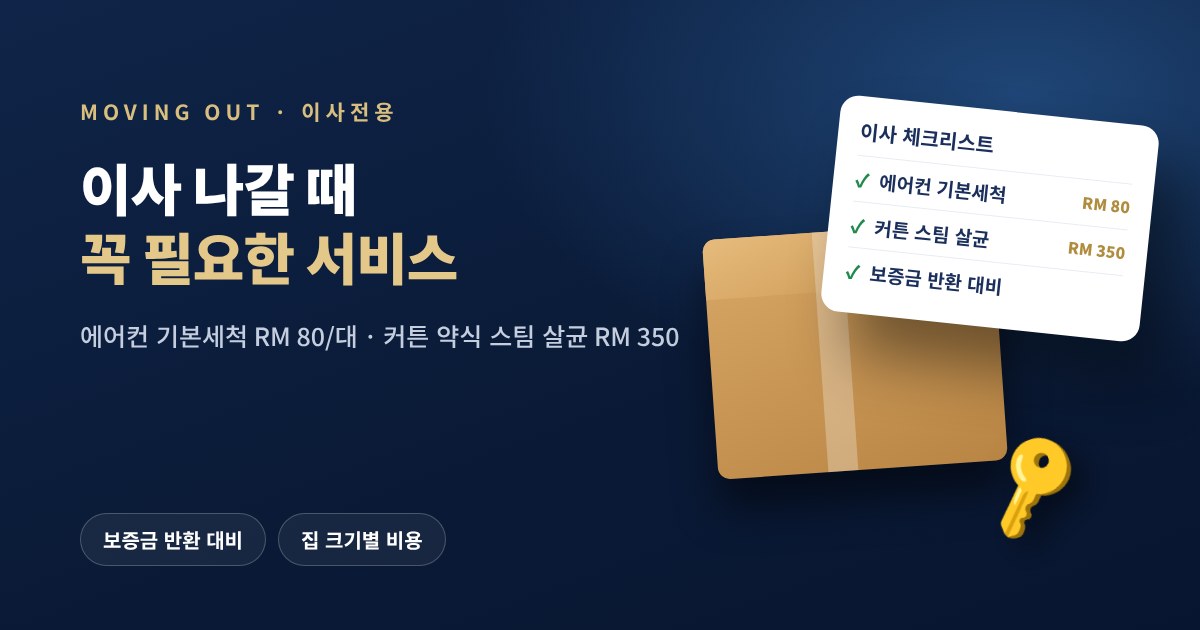 MOVING OUT · 이사전용
이사 나갈 때
꼭 필요한 서비스
에어컨 기본세척 RM 80/대 · 커튼 약식 스팀 살균 RM 350
보증금 반환 대비
집 크기별 비용
이사 체크리스트
✓ 에어컨 기본세척 RM 80
✓ 커튼 스팀 살균 RM 350
✓ 보증금 반환 대비